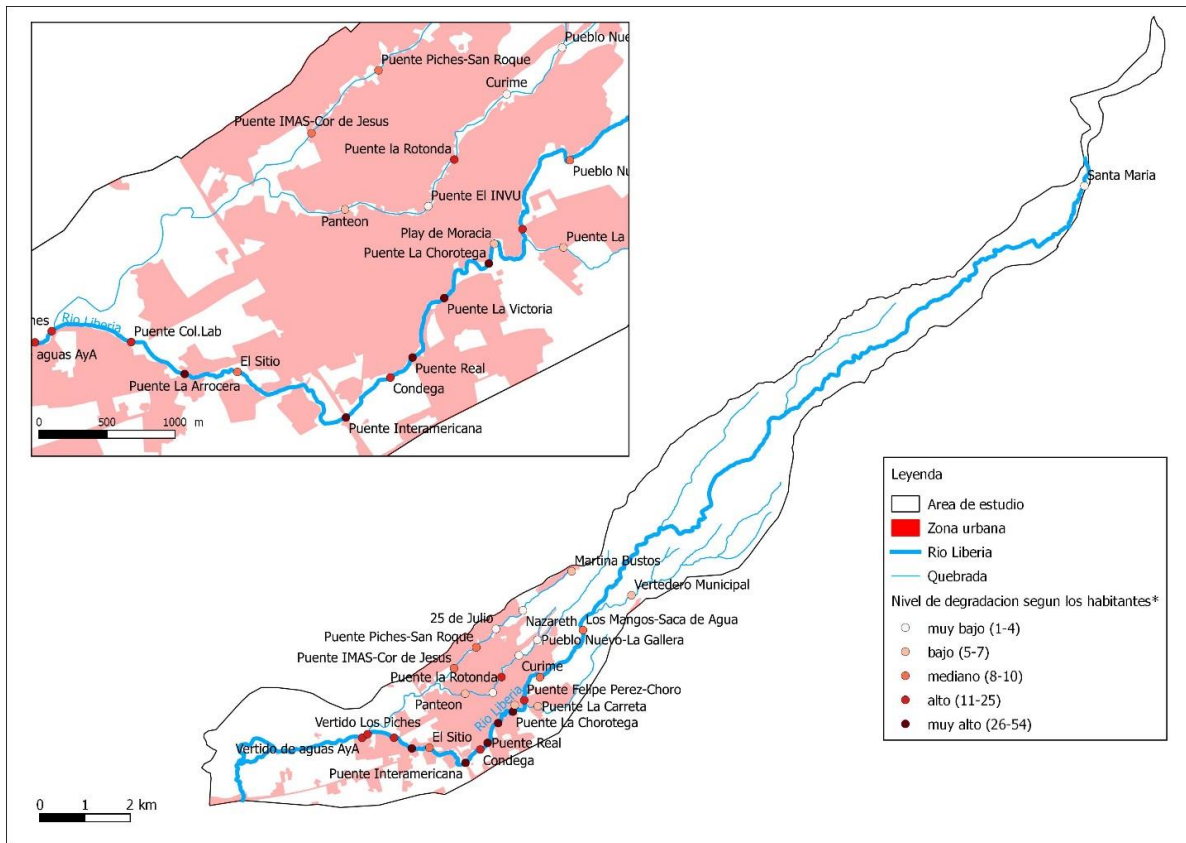 Puente Piches-San Roque
Pueblo Nue
Curime
Puente IMAS-Cor de Jesus
Puente la Rotonda
Pueblo Nu
Puente El INVU
Panteon
Play de Moracia
Puente La
Puente La Chorotega
Puente La Victoria
nes
Rio Liberia
Puente Col.Lab
aguas AyA
El Sitio
Puente Real
Puente La Arrocera
Condega
Puente Interamericana
0 500 1000 m
Santa Maria
Leyenda
Area de estudio
Zona urbana
Rio Liberia
Quebrada
Nivel de degradacion segun los habitantes*
muy bajo (1-4)
bajo (5-7)
mediano (8-10)
alto (11-25)
muy alto (26-54)
Martina Bustos
Vertedero Municipal
25 de Julio
Nazareth
Los Mangos-Saca de Agua
Puente Piches-San Roque
Pueblo Nuevo-La Gallera
Puente IMAS-Cor de Jesus
Curime
Puente la Rotonda
Puente Felipe Perez-Choro
Panteon
Rio Liberia
Puente La Carreta
Puente La Chorotega
Vertido Los Piches
El Sitio
Puente Real
Vertido de aguas AyA
Condega
Puente Interamericana
0 1 2 km